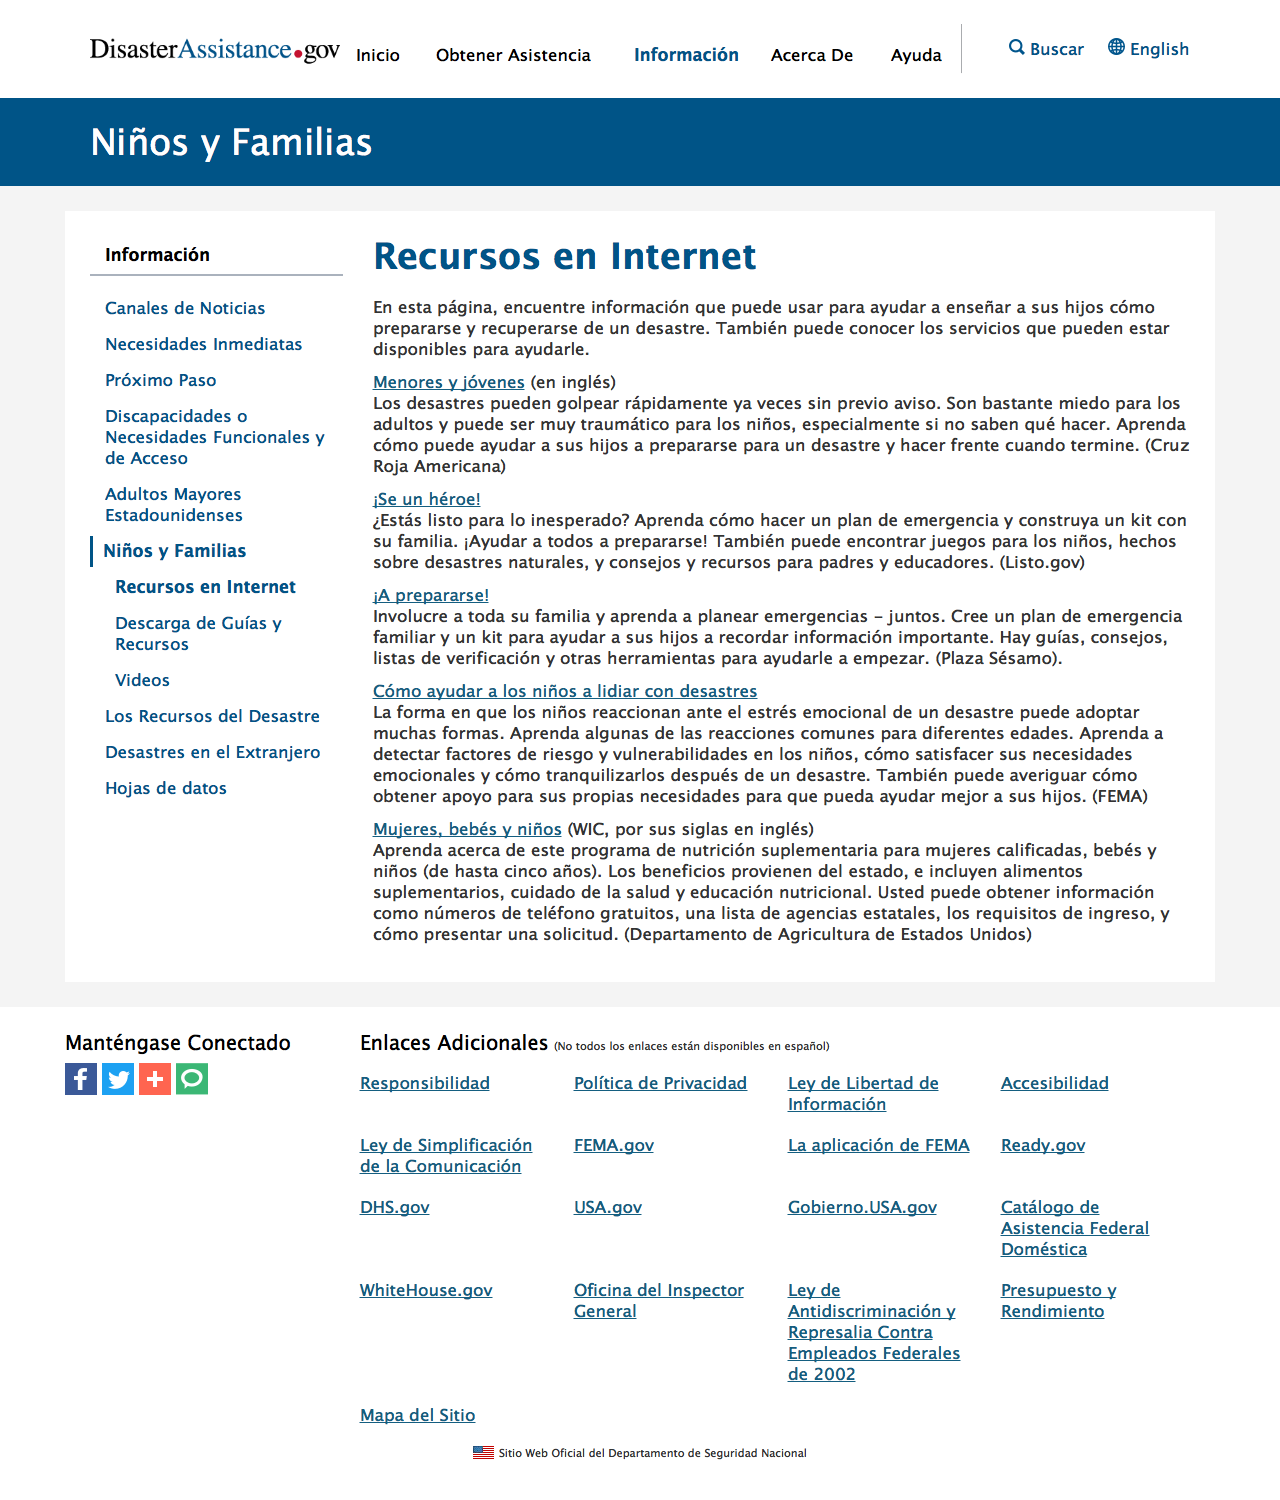 DisasterAssistance.gov
Inicio Obtener Asistencia Información Acerca De Ayuda Buscar English
Niños y Familias
Información
Canales de Noticias
Necesidades Inmediatas
Próximo Paso
Discapacidades o
Necesidades Funcionales y
de Acceso
Adultos Mayores
Estadounidenses
Niños y Familias
Recursos en Internet
Descarga de Guías y
Recursos
Videos
Los Recursos del Desastre
Desastres en el Extranjero
Hojas de datos
Recursos en Internet
En esta página, encuentre información que puede usar para ayudar a enseñar a sus hijos cómo
prepararse y recuperarse de un desastre. También puede conocer los servicios que pueden estar
disponibles para ayudarle.
Menores y jóvenes (en inglés)
Los desastres pueden golpear rápidamente ya veces sin previo aviso. Son bastante miedo para los
adultos y puede ser muy traumático para los niños, especialmente si no saben qué hacer. Aprenda
cómo puede ayudar a sus hijos a prepararse para un desastre y hacer frente cuando termine. (Cruz
Roja Americana)
¡Se un héroe!
¿Estás listo para lo inesperado? Aprenda cómo hacer un plan de emergencia y construya un kit con
su familia. ¡Ayudar a todos a prepararse! También puede encontrar juegos para los niños, hechos
sobre desastres naturales, y consejos y recursos para padres y educadores. (Listo.gov)
¡A prepararse!
Involucre a toda su familia y aprenda a planear emergencias – juntos. Cree un plan de emergencia
familiar y un kit para ayudar a sus hijos a recordar información importante. Hay guías, consejos,
listas de verificación y otras herramientas para ayudarle a empezar. (Plaza Sésamo).
Cómo ayudar a los niños a lidiar con desastres
La forma en que los niños reaccionan ante el estrés emocional de un desastre puede adoptar
muchas formas. Aprenda algunas de las reacciones comunes para diferentes edades. Aprenda a
detectar factores de riesgo y vulnerabilidades en los niños, cómo satisfacer sus necesidades
emocionales y cómo tranquilizarlos después de un desastre. También puede averiguar cómo
obtener apoyo para sus propias necesidades para que pueda ayudar mejor a sus hijos. (FEMA)
Mujeres, bebés y niños (WIC, por sus siglas en inglés)
Aprenda acerca de este programa de nutrición suplementaria para mujeres calificadas, bebés y
niños (de hasta cinco años). Los beneficios provienen del estado, e incluyen alimentos
suplementarios, cuidado de la salud y educación nutricional. Usted puede obtener información
como números de teléfono gratuitos, una lista de agencias estatales, los requisitos de ingreso, y
cómo presentar una solicitud. (Departamento de Agricultura de Estados Unidos)
Manténgase Conectado
Enlaces Adicionales (No todos los enlaces están disponibles en español)
Responsibilidad
Política de Privacidad
Ley de Libertad de
Información
Accesibilidad
Ley de Simplificación
de la Comunicación
FEMA.gov
La aplicación de FEMA
Ready.gov
DHS.gov
USA.gov
Gobierno.USA.gov
Catálogo de
Asistencia Federal
Doméstica
WhiteHouse.gov
Oficina del Inspector
General
Ley de
Antidiscriminación y
Represalia Contra
Empleados Federales
de 2002
Presupuesto y
Rendimiento
Mapa del Sitio
Sitio Web Oficial del Departamento de Seguridad Nacional